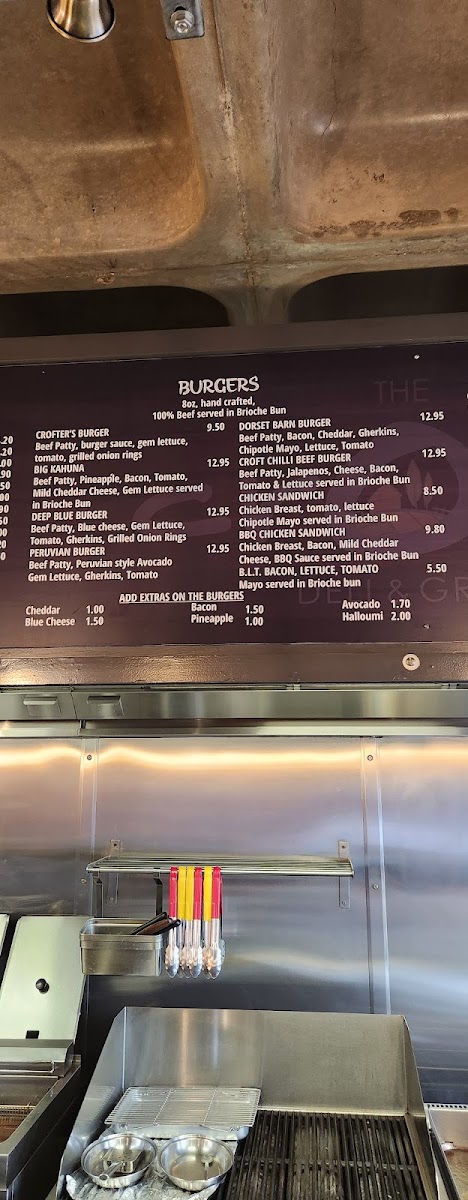 BURGERS
8oz, hand crafted,
100% Beef served in Brioche Bun
CROFTER'S BURGER 9.50
Beef Patty, burger sauce, gem lettuce,
tomato, grilled onion rings
BIG KAHUNA 12.95
Beef Patty, Pineapple, Bacon, Tomato,
Mild Cheddar Cheese, Gem Lettuce served
in Brioche Bun
DEEP BLUE BURGER 12.95
Beef Patty, Blue cheese, Gem Lettuce,
Tomato, Gherkins, Grilled Onion Rings
PERUVIAN BURGER 12.95
Beef Patty, Peruvian style Avocado
Gem Lettuce, Gherkins, Tomato
DORSET BARN BURGER 12.95
Beef Patty, Bacon, Cheddar, Gherkins,
Chipotle Mayo, Lettuce, Tomato
CROFT CHILLI BEEF BURGER 12.95
Beef Patty, Jalapenos, Cheese, Bacon,
Tomato & Lettuce served in Brioche Bun
CHICKEN SANDWICH 8.50
Chicken Breast, tomato, lettuce
Chipotle Mayo served in Brioche Bun
BBQ CHICKEN SANDWICH 9.80
Chicken Breast, Bacon, Mild Cheddar
Cheese, BBQ Sauce served in Brioche Bun
B.L.T. BACON, LETTUCE, TOMATO 5.50
Mayo served in Brioche bun
ADD EXTRAS ON THE BURGERS
Cheddar 1.00
Blue Cheese 1.50
Bacon 1.50
Pineapple 1.00
Avocado 1.70
Halloumi 2.00
THE
DELI & GR